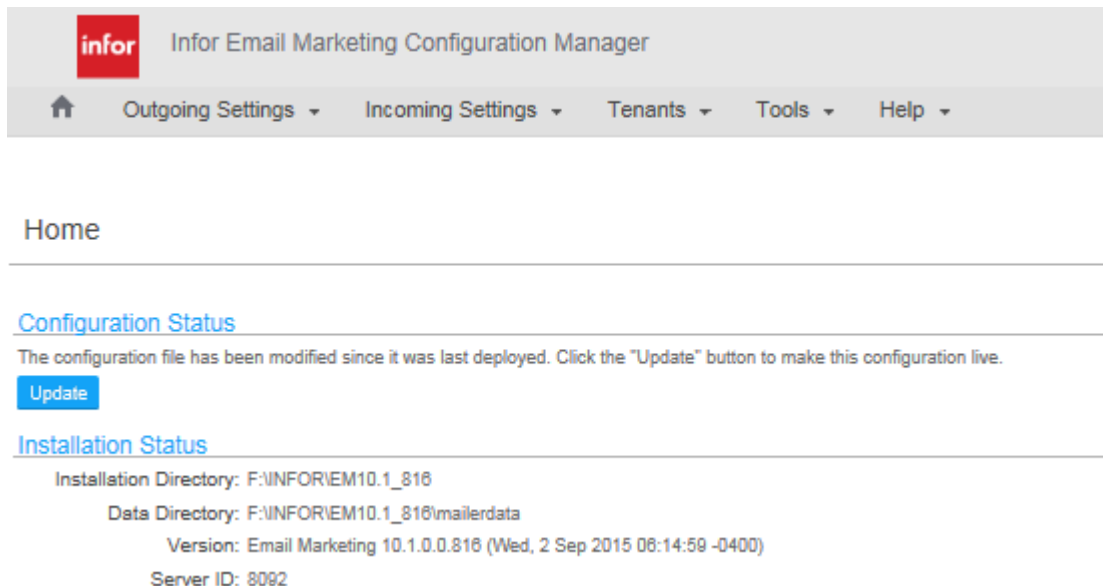 infor Infor Email Marketing Configuration Manager
Outgoing Settings Incoming Settings Tenants Tools Help
Home
Configuration Status
The configuration file has been modified since it was last deployed. Click the "Update" button to make this configuration live.
Update
Installation Status
Installation Directory: F:\INFOR\EM10.1_816
Data Directory: F:\INFOR\EM10.1_816\mailerdata
Version: Email Marketing 10.1.0.0.816 (Wed, 2 Sep 2015 06:14:59 -0400)
Server ID: 8092